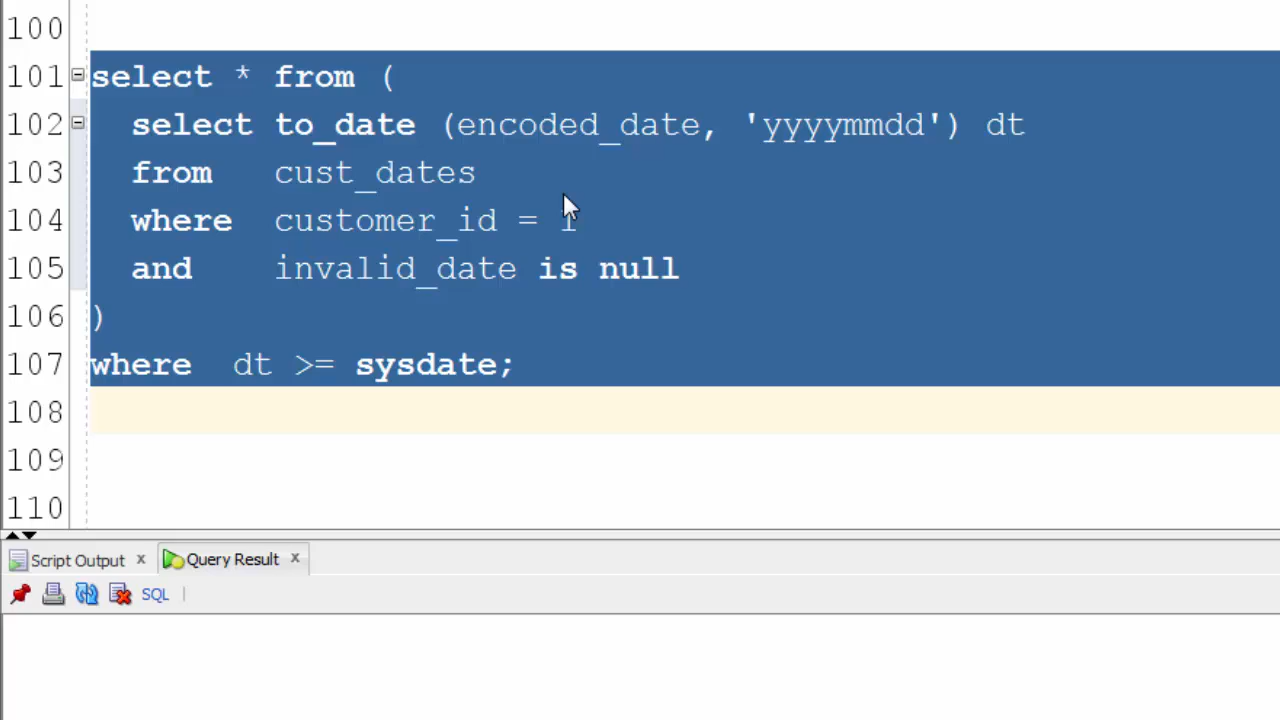 100
101 select * from (
102 select to_date (encoded_date, 'yyyymmdd') dt
103 from cust_dates
104 where customer_id = 1
105 and invalid_date is null
106 )
107 where dt >= sysdate;
108
109
110
Script Output x Query Result x
SQL